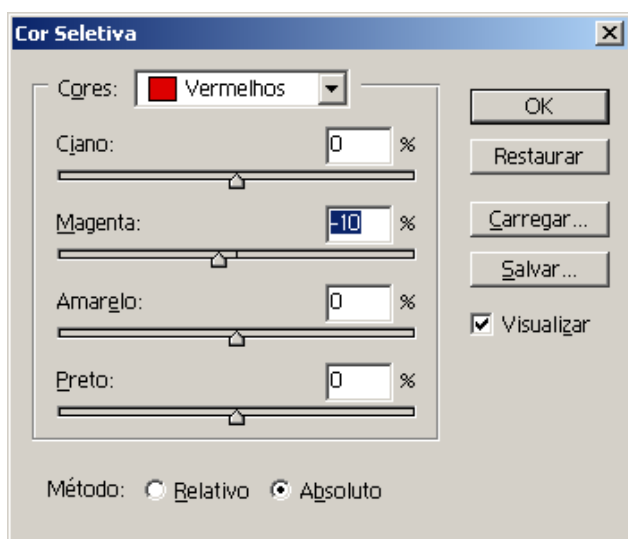 Cor Seletiva
Cores: Vermelhos
OK
Ciano: 0 %
Restaurar
Magenta: -10 %
Carregar...
Salvar...
Amarelo: 0 %
Visualizar
Preto: 0 %
Método: Relativo Absoluto